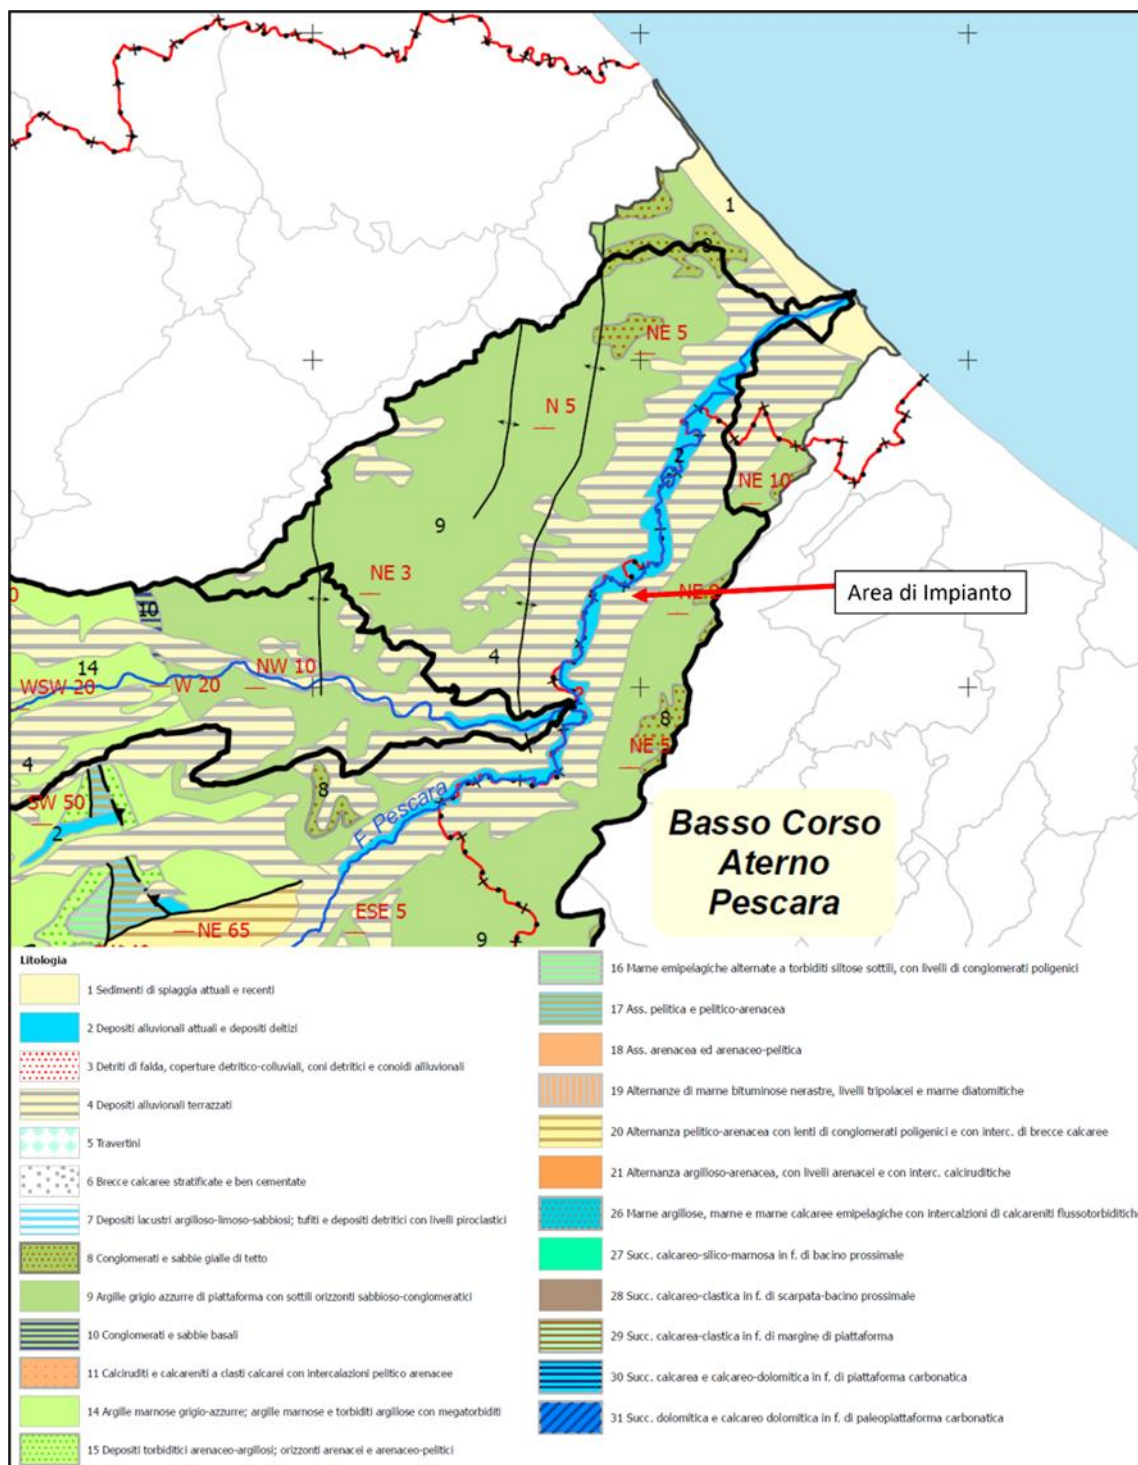 1
8
NE 5
N 5
2
NE 10
9
NE 3
Area di Impianto
10
4
14
NW 10
WSW 20
W 20
8
NE 5
4
SW 50
8
2
F. Pescara
Basso Corso
Aterno
Pescara
ESE 5
NE 65
9
Litologia
1 Sedimenti di spiaggia attuali e recenti
2 Depositi alluvionali attuali e depositi deltizi
3 Detriti di falda, coperture detritico-colluviali, coni detritici e conoidi allluvionali
4 Depositi alluvionali terrazzati
5 Travertini
6 Brecce calcaree stratificate e ben cementate
7 Depositi lacustri argilloso-limoso-sabbiosi; tufiti e depositi detritici con livelli piroclastici
8 Conglomerati e sabbie gialle di tetto
9 Argille grigio azzurre di piattaforma con sottili orizzonti sabbioso-conglomeratici
10 Conglomerati e sabbie basali
11 Calciruditi e calcareniti a clasti calcarei con intercalazioni pelitico arenacee
14 Argille marnose grigio-azzurre; argille marnose e torbiditi argillose con megatorbiditi
15 Depositi torbiditici arenaceo-argillosi; orizzonti arenacei e arenaceo-pelitici
16 Marne emipelagiche alternate a torbiditi siltose sottili, con livelli di conglomerati poligenici
17 Ass. pelitica e pelitico-arenacea
18 Ass. arenacea ed arenaceo-pelitica
19 Alternanze di marne bituminose nerastre, livelli tripolacei e marne diatomitiche
20 Alternanza pelitico-arenacea con lenti di conglomerati poligenici e con interc. di brecce calcaree
21 Alternanza argilloso-arenacea, con livelli arenacei e con interc. calciruditiche
26 Marne argillose, marne e marne calcaree emipelagiche con intercalzioni di calcareniti flussotorbiditiche
27 Succ. calcareo-silico-marnosa in f. di bacino prossimale
28 Succ. calcareo-clastica in f. di scarpata-bacino prossimale
29 Succ. calcarea-clastica in f. di margine di piattaforma
30 Succ. calcarea e calcareo-dolomitica in f. di piattaforma carbonatica
31 Succ. dolomitica e calcareo dolomitica in f. di paleopiattaforma carbonatica